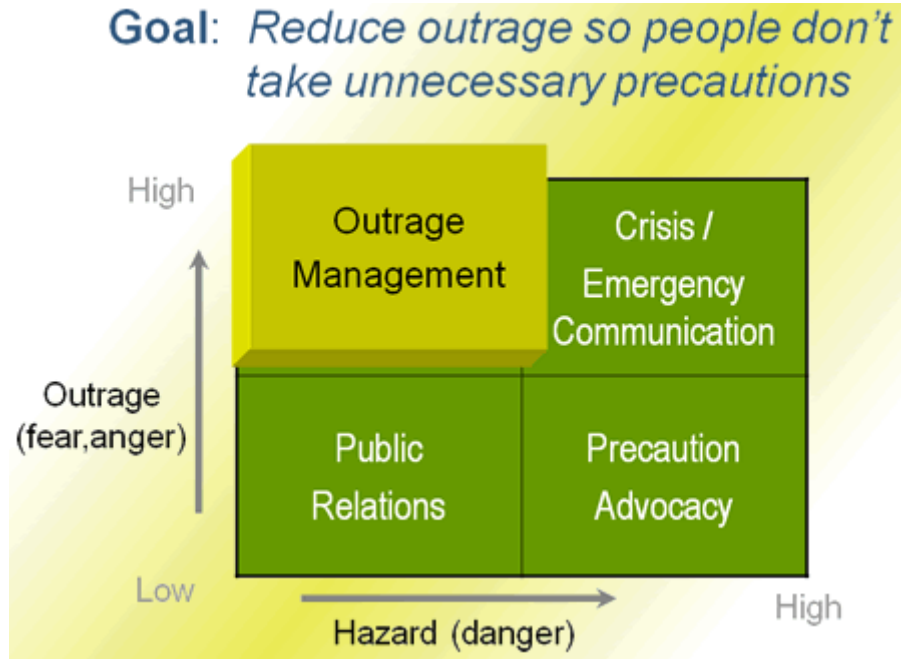 Goal: Reduce outrage so people don’t
take unnecessary precautions
High
Outrage
Management
Crisis /
Emergency
Communication
Outrage
(fear,anger)
Public
Relations
Precaution
Advocacy
Low
High
Hazard (danger)